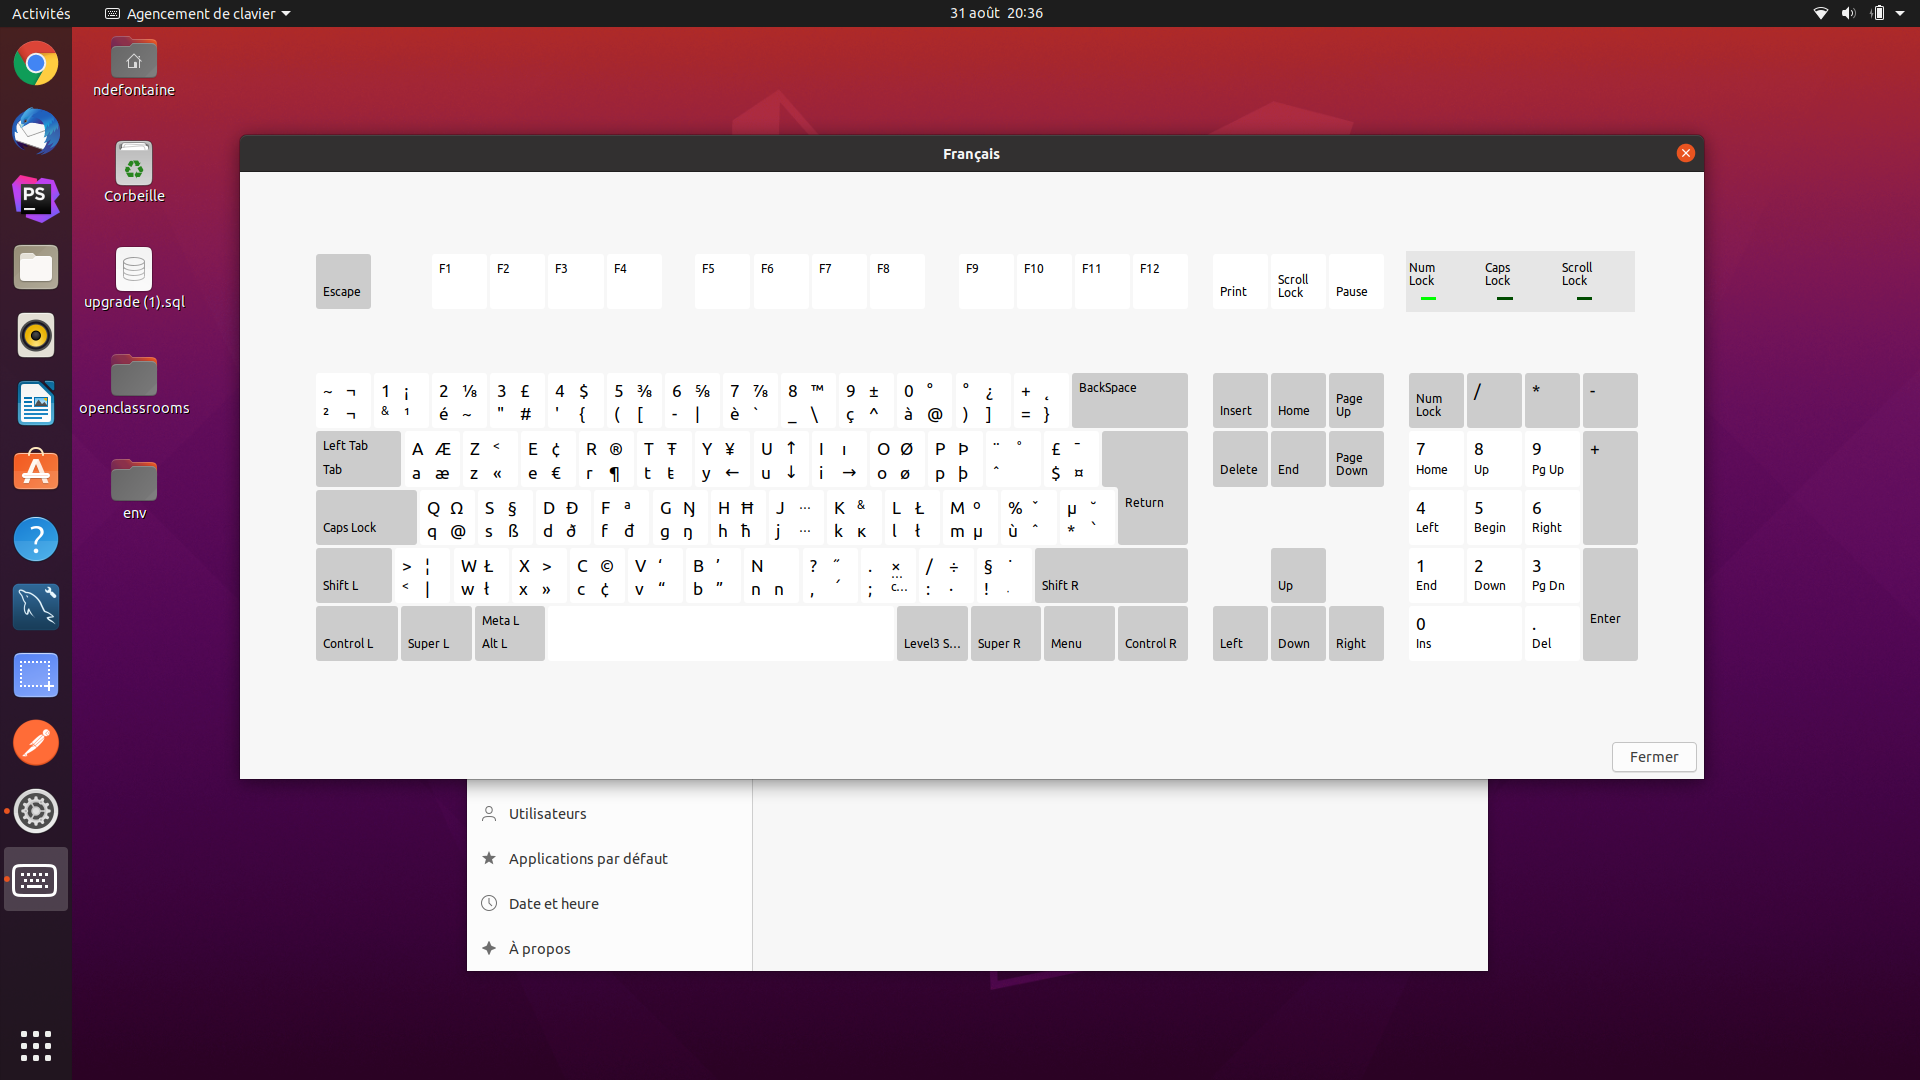 Activités
Agencement de clavier
31 août 20:36
ndefontaine
Corbeille
upgrade (1).sql
openclassrooms
env
PS
Français
Escape
F1 F2 F3 F4 F5 F6 F7 F8 F9 F10 F11 F12
Print Scroll Lock Pause
Num Lock Caps Lock Scroll Lock
~ ¬ 1 ¡ 2 ⅛ 3 £ 4 $ 5 ⅜ 6 ⅝ 7 ⅞ 8 ™ 9 ± 0 ° ° ¿ + ˛ BackSpace
² ¬ & ¹ é ~ " # ' { ( [ - | è ` _ \ ç ^ à @ ) ] = }
Insert Home Page Up
Num Lock / * -
Left Tab A Æ Z < E ¢ R ® T Ŧ Y ¥ U ↑ I ı O Ø P Þ ¨ ° £ ¯
Tab a æ z « e € r ¶ t ŧ y ← u ↓ i → o ø p þ ^ $ ¤
Delete End Page Down
7 Home 8 Up 9 Pg Up +
Q Ω S § D Ð F ª G Ŋ H Ħ J ... K & L Ł M º % ˇ µ ˘ Return
Caps Lock q @ s ß d ð f đ g ŋ h ħ j ... k ĸ l ł m µ ù ^ * `
4 Left 5 Begin 6 Right
> ¦ W Ł X > C © V ‘ B ’ N ? ˝ . × / ÷ § ˙
Shift L < | w ł x » c ¢ v “ b ” n n , ´ ; c... : · ! . Shift R
Up
1 End 2 Down 3 Pg Dn Enter
Control L Super L Meta L Alt L Level3 S... Super R Menu Control R
Left Down Right
0 Ins . Del
Fermer
Utilisateurs
Applications par défaut
Date et heure
À propos